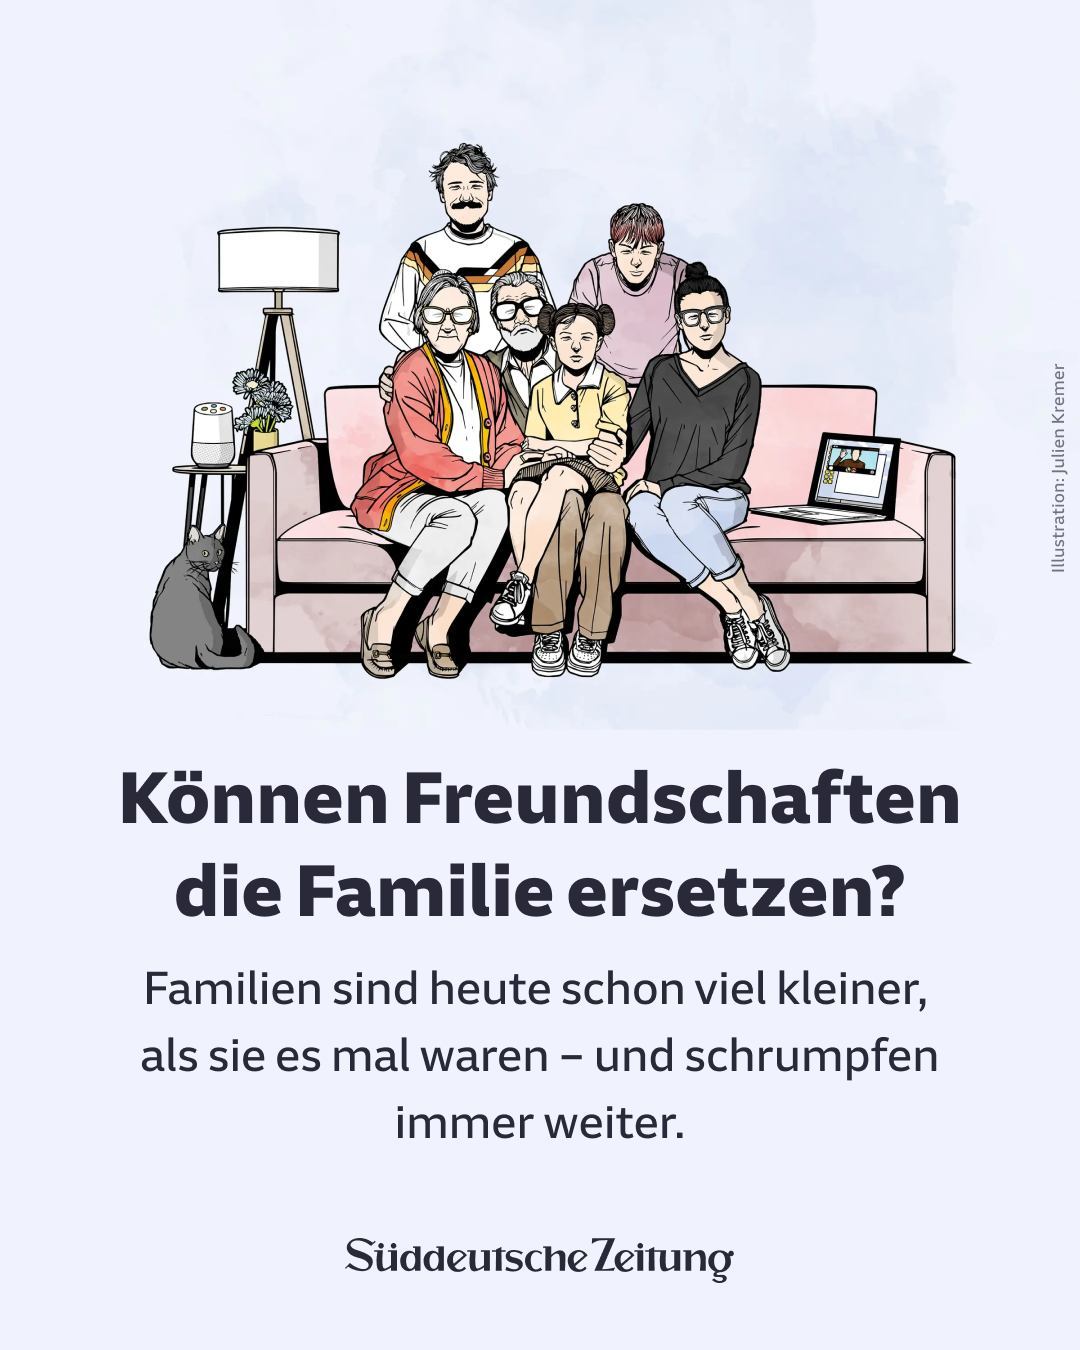 Illustration: Julien Kremer
Können Freundschaften
die Familie ersetzen?
Familien sind heute schon viel kleiner,
als sie es mal waren – und schrumpfen
immer weiter.
Süddeutsche Zeitung